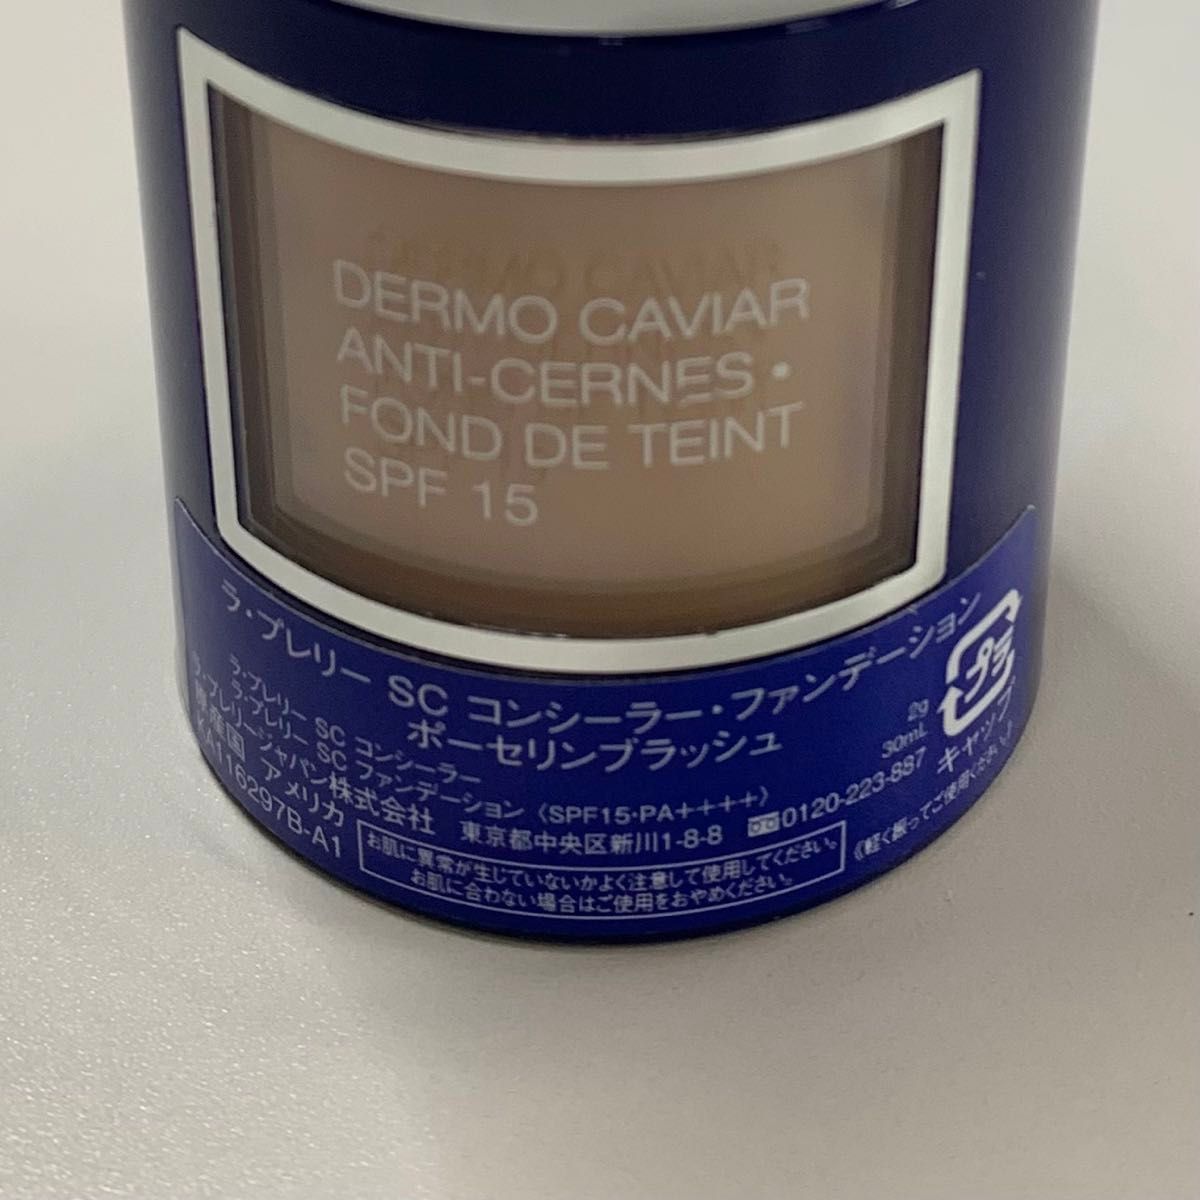 DERMO CAVIAR
ANTI-CERNES •
FOND DE TEINT
SPF 15
ラ・プレリー SC コンシーラー・ファンデーション
ポーセリンブラッシュ
ラ・プレリー SC コンシーラー 2g
ラ・プレリー SC ファンデーション〈SPF15・PA++++〉 30mL
ラ・プレリージャパン株式会社 東京都中央区新川1-8-8 0120-223-887
原産国 アメリカ
KA116297B-A1
お肌に異常が生じていないかよく注意して使用してください。
お肌に合わない場合はご使用をおやめください。
《軽く振ってご使用ください。》
プラ
キャップ